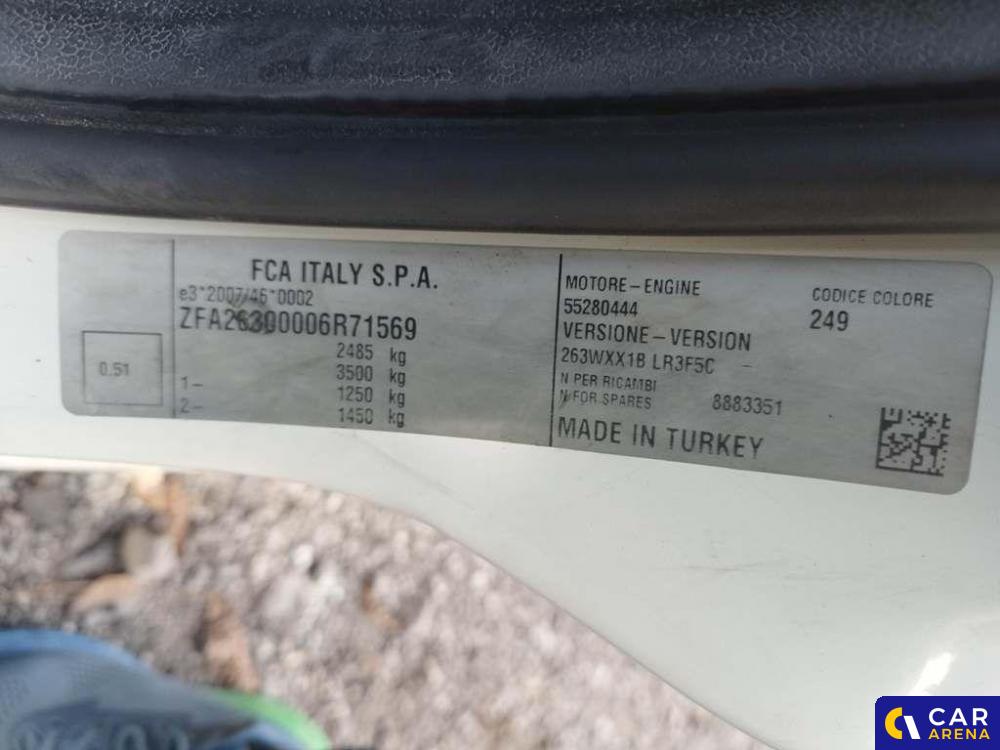 FCA ITALY S.P.A.
e3*2007/46*0002
ZFA26300006R71569
2485 kg
3500 kg
1- 1250 kg
2- 1450 kg
0.51
MOTORE-ENGINE
55280444
VERSIONE-VERSION
263WXX1B LR3F5C -
N PER RICAMBI
N FOR SPARES 8883351
MADE IN TURKEY
CODICE COLORE
249
CAR
ARENA